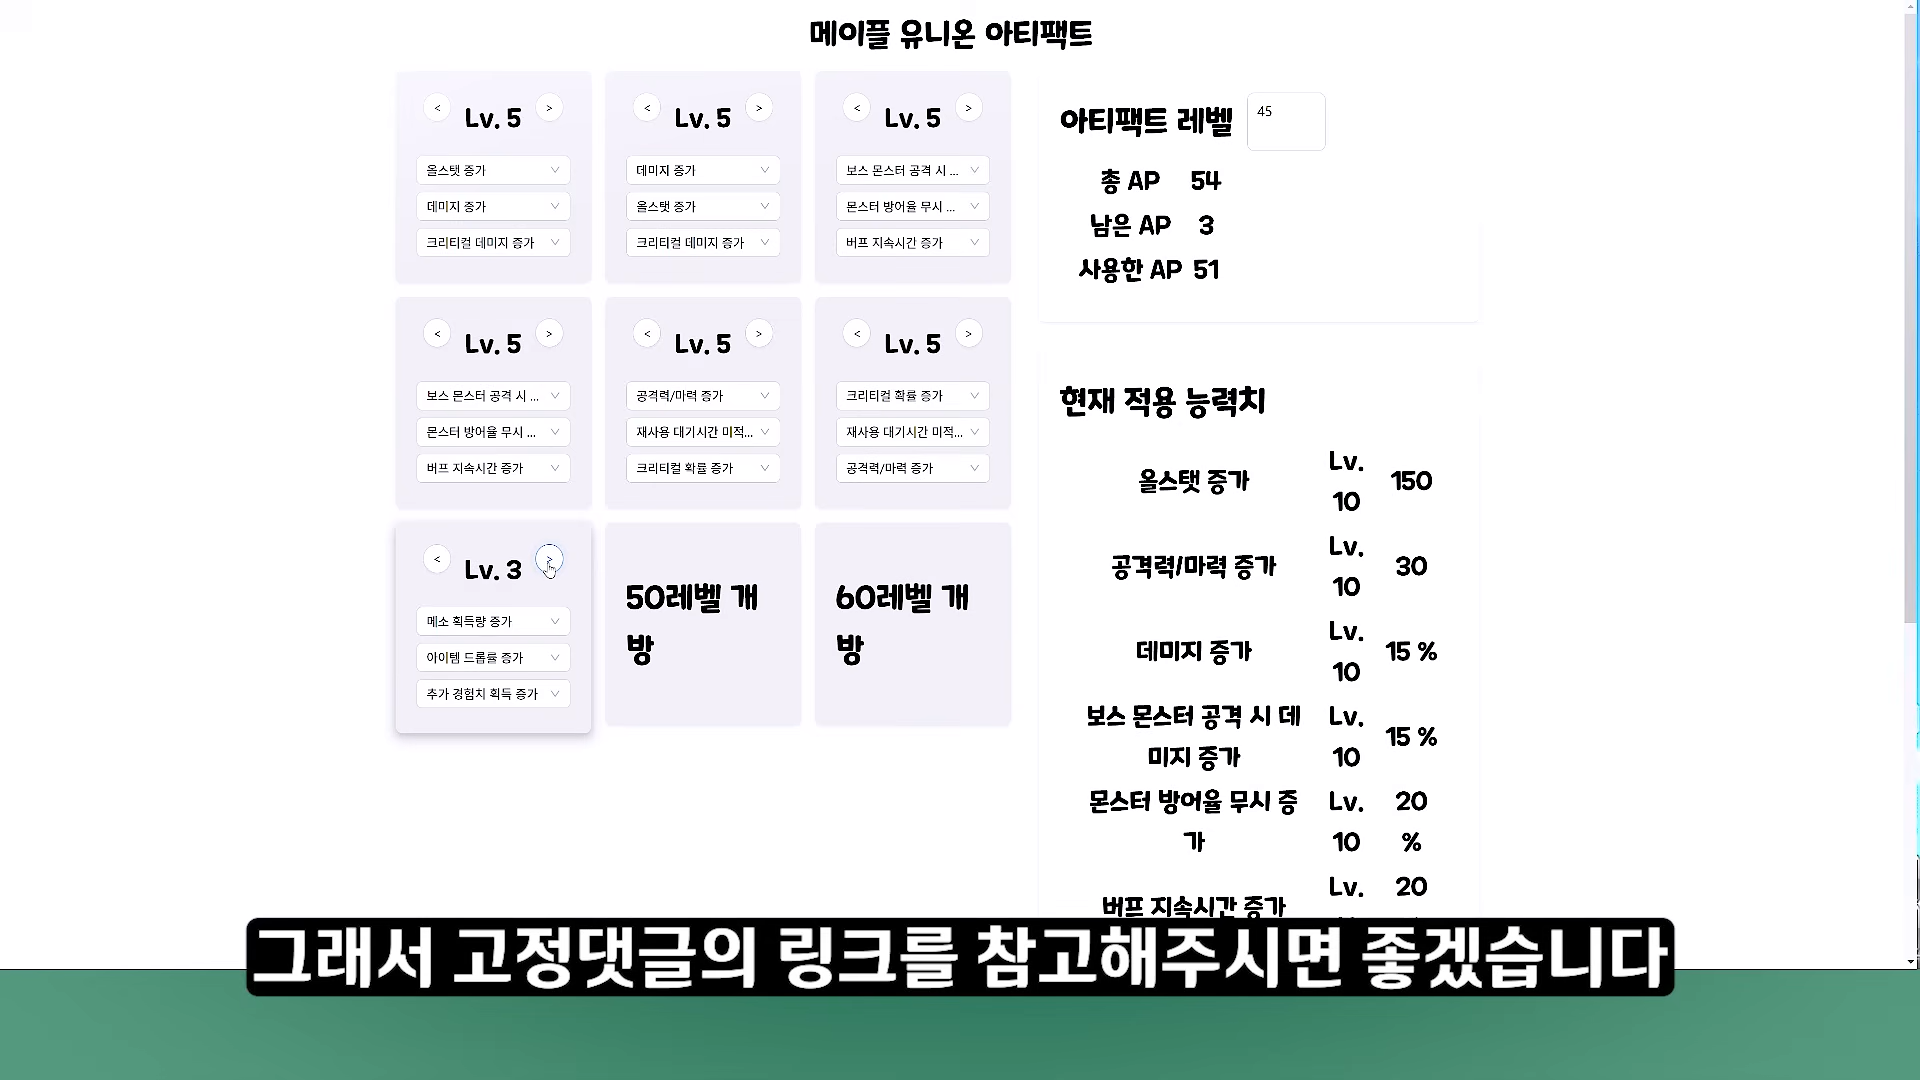 메이플 유니온 아티팩트
< Lv. 5 >
올스탯 증가
데미지 증가
크리티컬 데미지 증가
< Lv. 5 >
데미지 증가
올스탯 증가
크리티컬 데미지 증가
< Lv. 5 >
보스 몬스터 공격 시 ...
몬스터 방어율 무시 ...
버프 지속시간 증가
< Lv. 5 >
보스 몬스터 공격 시 ...
몬스터 방어율 무시 ...
버프 지속시간 증가
< Lv. 5 >
공격력/마력 증가
재사용 대기시간 미적...
크리티컬 확률 증가
< Lv. 5 >
크리티컬 확률 증가
재사용 대기시간 미적...
공격력/마력 증가
< Lv. 3 >
메소 획득량 증가
아이템 드롭률 증가
추가 경험치 획득 증가
50레벨 개
방
60레벨 개
방
아티팩트 레벨 45
총 AP 54
남은 AP 3
사용한 AP 51
현재 적용 능력치
올스탯 증가 Lv. 10 150
공격력/마력 증가 Lv. 10 30
데미지 증가 Lv. 10 15 %
보스 몬스터 공격 시 데
미지 증가 Lv. 10 15 %
몬스터 방어율 무시 증
가 Lv. 10 20 %
버프 지속시간 증가 Lv. 20
그래서 고정댓글의 링크를 참고해주시면 좋겠습니다